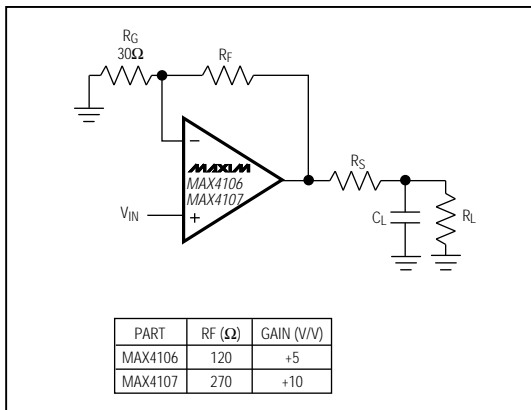 RG
30Ω
RF
−
MAXIM
MAX4106
MAX4107
RS
VIN
+
CL
RL
PART RF (Ω) GAIN (V/V)
MAX4106 120 +5
MAX4107 270 +10